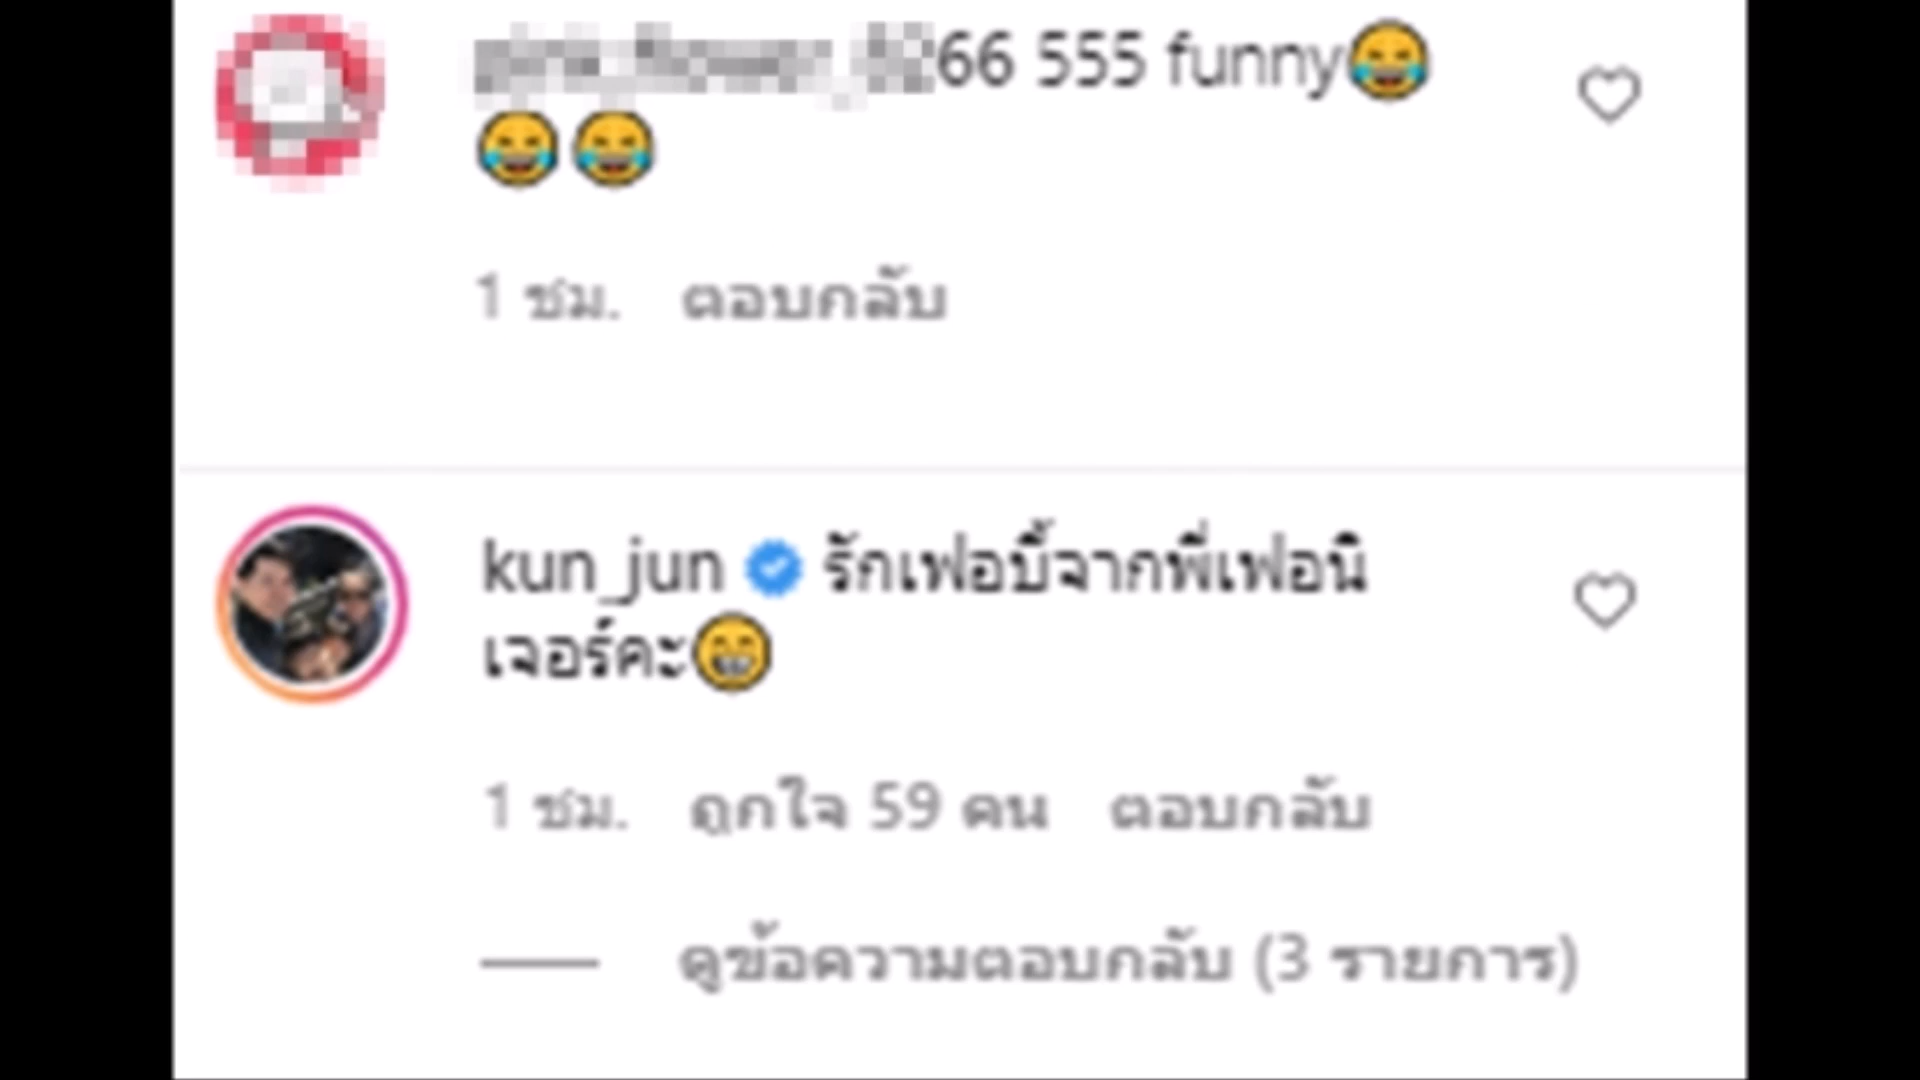 66 555 funny😂
😂😂
1 ชม. ตอบกลับ
kun_jun รักเฟอบี้จากพี่เฟอนิ
เจอร์คะ😁
1 ชม. ถูกใจ 59 คน ตอบกลับ
ดูข้อความตอบกลับ (3 รายการ)